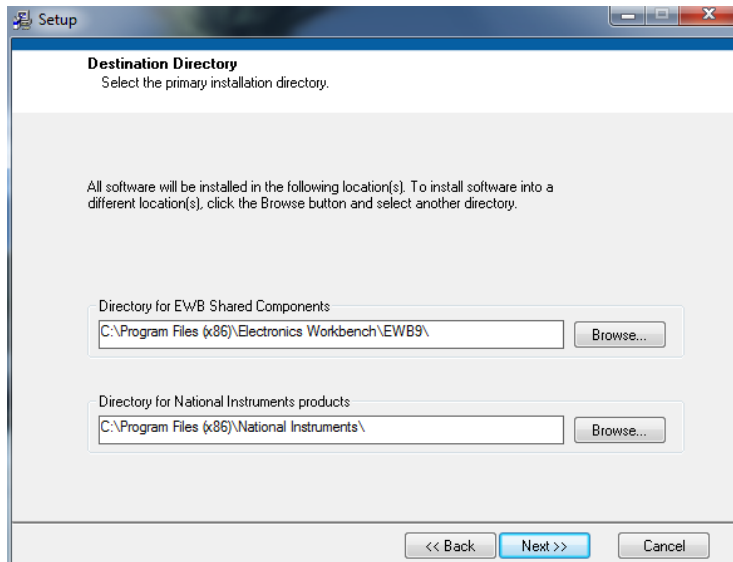 Setup
Destination Directory
Select the primary installation directory.
All software will be installed in the following location(s). To install software into a
different location(s), click the Browse button and select another directory.
Directory for EWB Shared Components
C:\Program Files (x86)\Electronics Workbench\EWB9\
Browse...
Directory for National Instruments products
C:\Program Files (x86)\National Instruments\
Browse...
<< Back
Next >>
Cancel